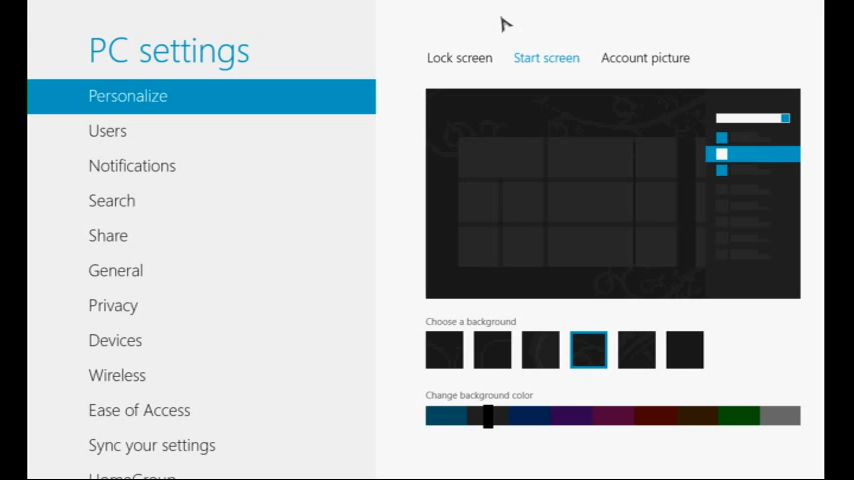 PC settings
Personalize
Users
Notifications
Search
Share
General
Privacy
Devices
Wireless
Ease of Access
Sync your settings
HomeGroup
Lock screen
Start screen
Account picture
Choose a background
Change background color